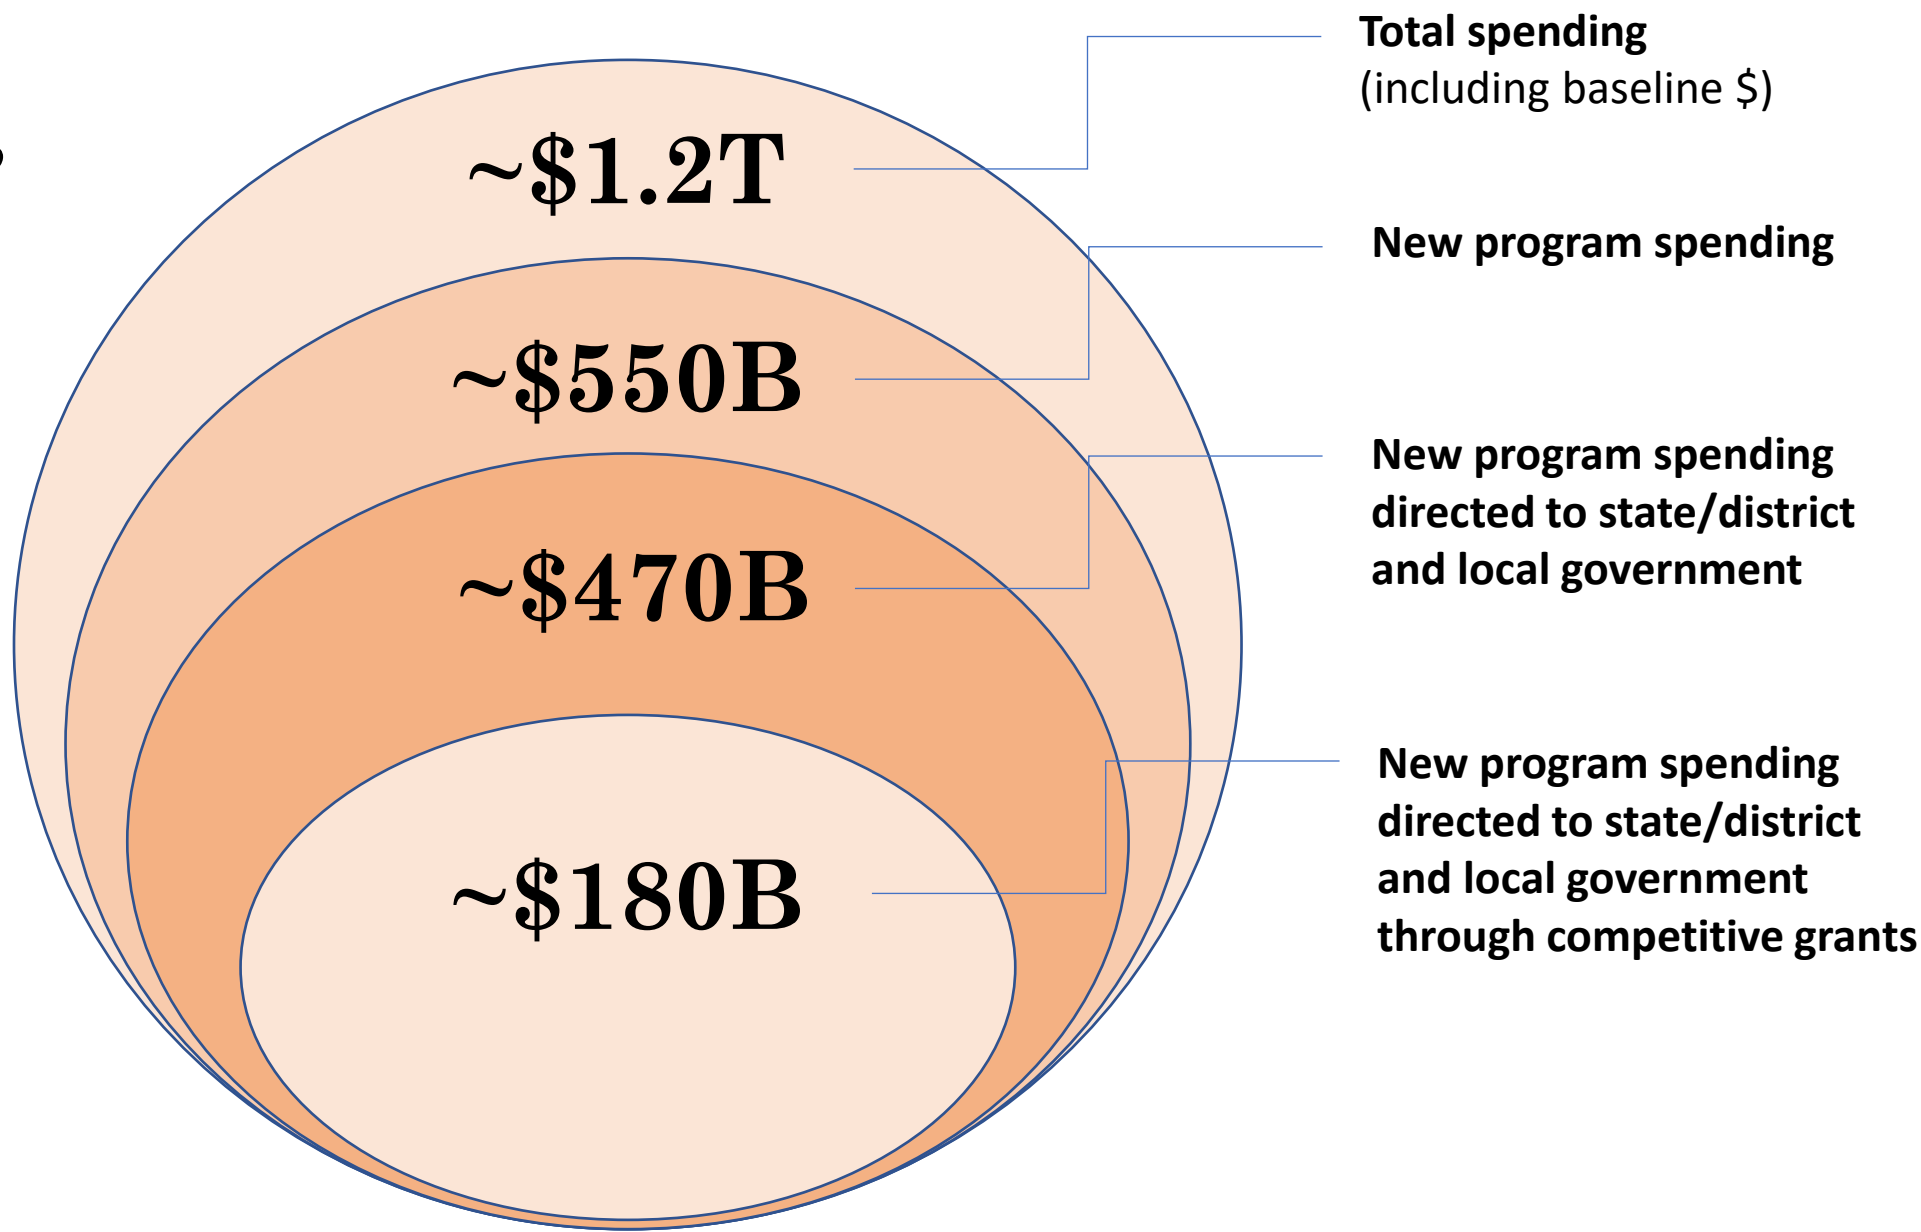 Total spending
(including baseline $)
~$1.2T
New program spending
~$550B
New program spending
directed to state/district
and local government
~$470B
New program spending
directed to state/district
and local government
through competitive grants
~$180B